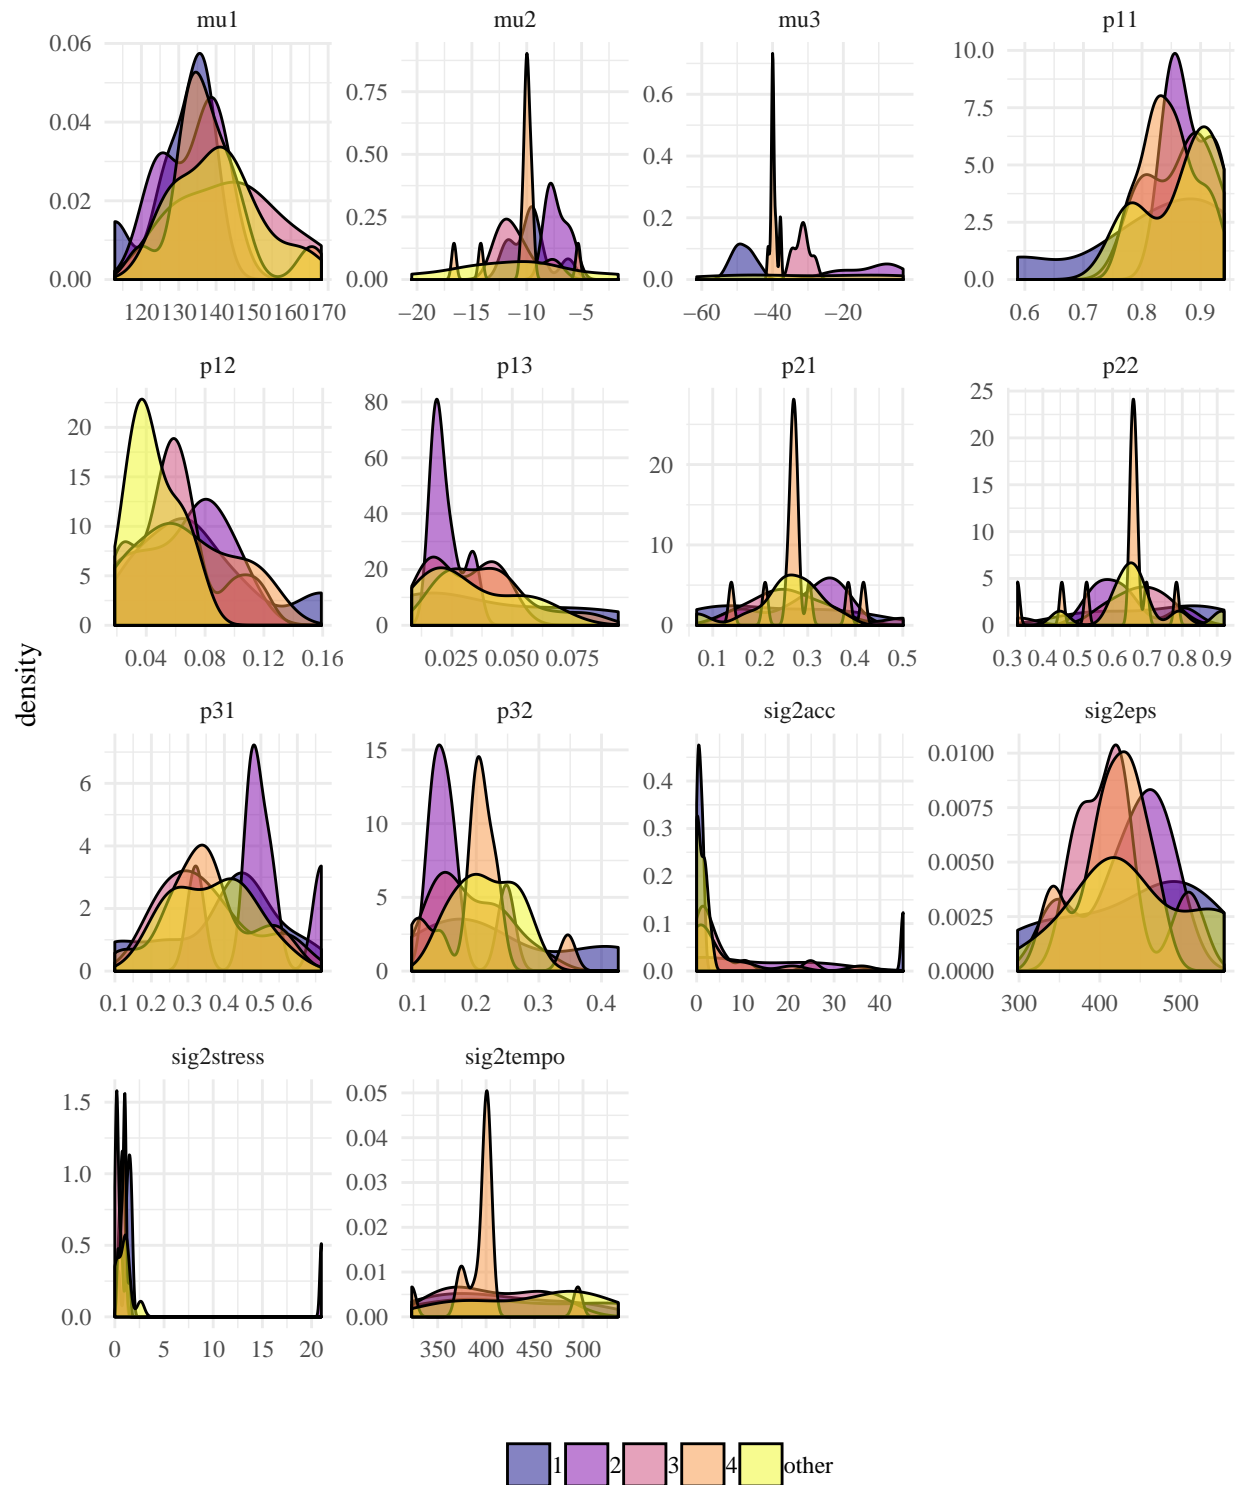 mu1 mu2 mu3 p11
0.06 0.04 0.02 0.00
120 130 140 150 160 170
0.75 0.50 0.25 0.00
−20 −15 −10 −5
0.6 0.4 0.2 0.0
−60 −40 −20
10.0 7.5 5.0 2.5 0.0
0.6 0.7 0.8 0.9
p12 p13 p21 p22
20 15 10 5 0
0.04 0.08 0.12 0.16
80 60 40 20 0
0.025 0.050 0.075
20 10 0
0.1 0.2 0.3 0.4 0.5
25 20 15 10 5 0
0.3 0.4 0.5 0.6 0.7 0.8 0.9
density
p31 p32 sig2acc sig2eps
6 4 2 0
0.1 0.2 0.3 0.4 0.5 0.6
15 10 5 0
0.1 0.2 0.3 0.4
0.4 0.3 0.2 0.1 0.0
0 10 20 30 40
0.0100 0.0075 0.0050 0.0025 0.0000
300 400 500
sig2stress sig2tempo
1.5 1.0 0.5 0.0
0 5 10 15 20
0.05 0.04 0.03 0.02 0.01 0.00
350 400 450 500
1 2 3 4 other